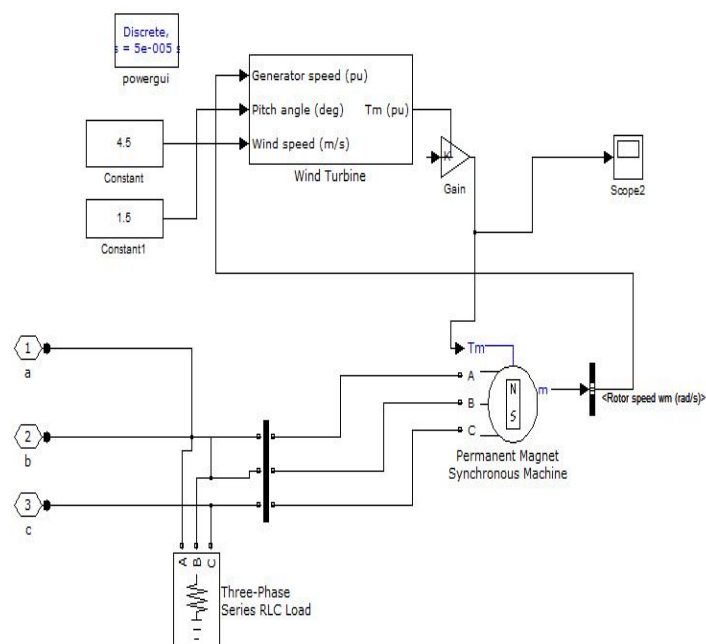 Discrete,
s = 5e-005 s
powergui
Generator speed (pu)
Pitch angle (deg)
Tm (pu)
Wind speed (m/s)
Wind Turbine
4.5
Constant
1.5
Constant1
K
Gain
Scope2
1
a
2
b
3
c
Tm
A
B
C
N
S
m
<Rotor speed wm (rad/s)>
Permanent Magnet
Synchronous Machine
A
B
C
Three-Phase
Series RLC Load